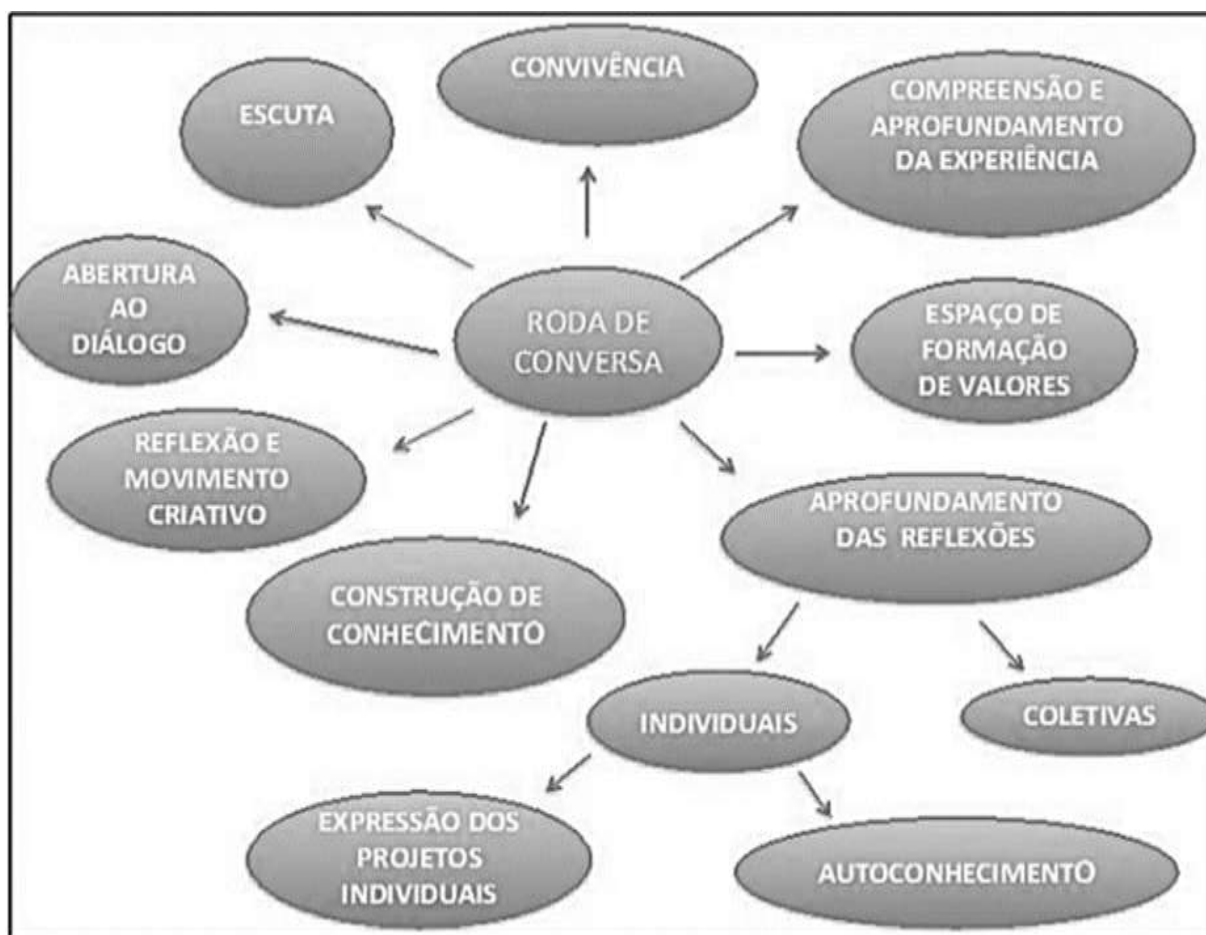 CONVIVÊNCIA
ESCUTA
COMPREENSÃO E
APROFUNDAMENTO
DA EXPERIÊNCIA
ABERTURA
AO
DIÁLOGO
RODA DE
CONVERSA
ESPAÇO DE
FORMAÇÃO
DE VALORES
REFLEXÃO E
MOVIMENTO
CRIATIVO
APROFUNDAMENTO
DAS REFLEXÕES
CONSTRUÇÃO DE
CONHECIMENTO
INDIVIDUAIS
COLETIVAS
EXPRESSÃO DOS
PROJETOS
INDIVIDUAIS
AUTOCONHECIMENTO